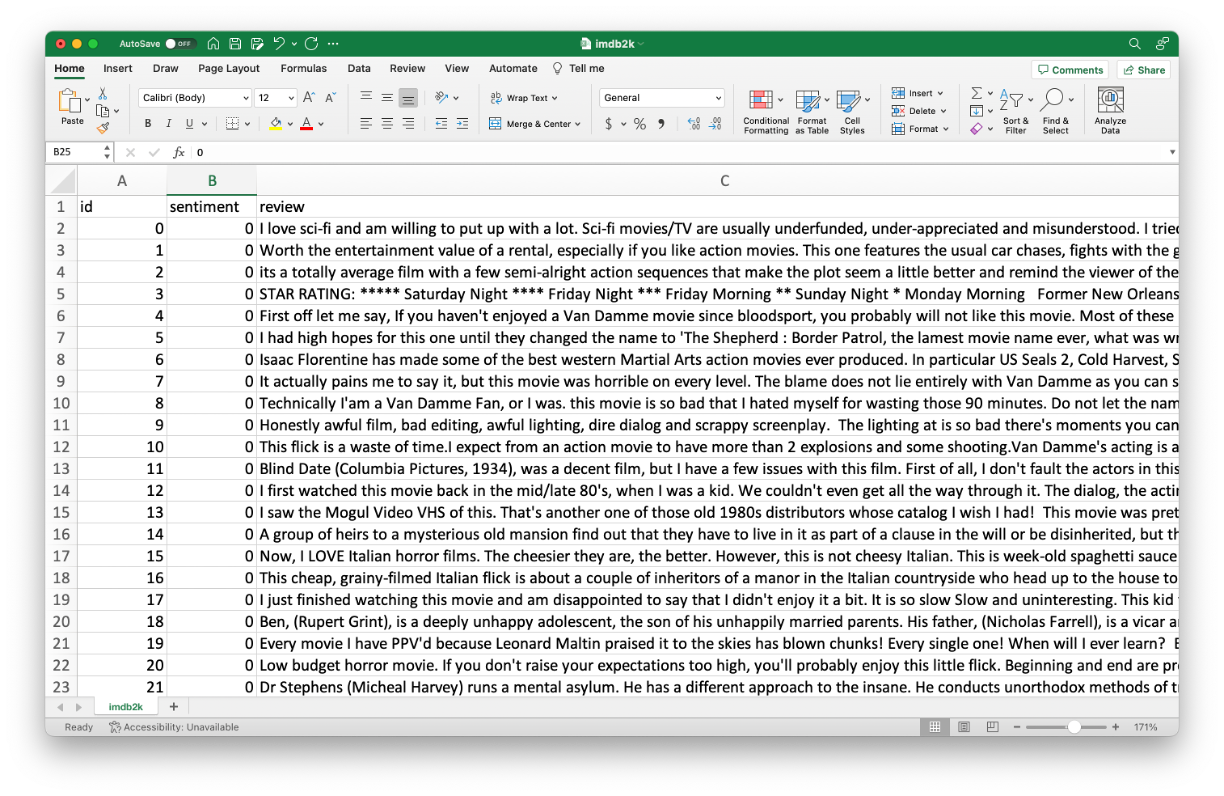 AutoSave OFF imdb2k
Home Insert Draw Page Layout Formulas Data Review View Automate Tell me Comments Share
Paste Calibri (Body) 12 A A Wrap Text General Conditional Formatting Format as Table Cell Styles Insert Sort & Filter Find & Select Analyze Data
Delete
B I U A Merge & Center $ % Format
B25 fx 0
A B C
1 id sentiment review
2 0 0 I love sci-fi and am willing to put up with a lot. Sci-fi movies/TV are usually underfunded, under-appreciated and misunderstood. I tried
3 1 0 Worth the entertainment value of a rental, especially if you like action movies. This one features the usual car chases, fights with the
4 2 0 its a totally average film with a few semi-alright action sequences that make the plot seem a little better and remind the viewer of the
5 3 0 STAR RATING: ***** Saturday Night **** Friday Night *** Friday Morning ** Sunday Night * Monday Morning Former New Orleans
6 4 0 First off let me say, If you haven't enjoyed a Van Damme movie since bloodsport, you probably will not like this movie. Most of these
7 5 0 I had high hopes for this one until they changed the name to 'The Shepherd : Border Patrol, the lamest movie name ever, what was
8 6 0 Isaac Florentine has made some of the best western Martial Arts action movies ever produced. In particular US Seals 2, Cold Harvest, S
9 7 0 It actually pains me to say it, but this movie was horrible on every level. The blame does not lie entirely with Van Damme as you can s
10 8 0 Technically I'am a Van Damme Fan, or I was. this movie is so bad that I hated myself for wasting those 90 minutes. Do not let the nam
11 9 0 Honestly awful film, bad editing, awful lighting, dire dialog and scrappy screenplay. The lighting at is so bad there's moments you can
12 10 0 This flick is a waste of time.I expect from an action movie to have more than 2 explosions and some shooting.Van Damme's acting is a
13 11 0 Blind Date (Columbia Pictures, 1934), was a decent film, but I have a few issues with this film. First of all, I don't fault the actors in this
14 12 0 I first watched this movie back in the mid/late 80's, when I was a kid. We couldn't even get all the way through it. The dialog, the acti
15 13 0 I saw the Mogul Video VHS of this. That's another one of those old 1980s distributors whose catalog I wish I had! This movie was pret
16 14 0 A group of heirs to a mysterious old mansion find out that they have to live in it as part of a clause in the will or be disinherited, but th
17 15 0 Now, I LOVE Italian horror films. The cheesier they are, the better. However, this is not cheesy Italian. This is week-old spaghetti sauce
18 16 0 This cheap, grainy-filmed Italian flick is about a couple of inheritors of a manor in the Italian countryside who head up to the house to
19 17 0 I just finished watching this movie and am disappointed to say that I didn't enjoy it a bit. It is so slow Slow and uninteresting. This kid
20 18 0 Ben, (Rupert Grint), is a deeply unhappy adolescent, the son of his unhappily married parents. His father, (Nicholas Farrell), is a vicar a
21 19 0 Every movie I have PPV'd because Leonard Maltin praised it to the skies has blown chunks! Every single one! When will I ever learn?
22 20 0 Low budget horror movie. If you don't raise your expectations too high, you'll probably enjoy this little flick. Beginning and end are pr
23 21 0 Dr Stephens (Micheal Harvey) runs a mental asylum. He has a different approach to the insane. He conducts unorthodox methods of
imdb2k +
Ready Accessibility: Unavailable 171%